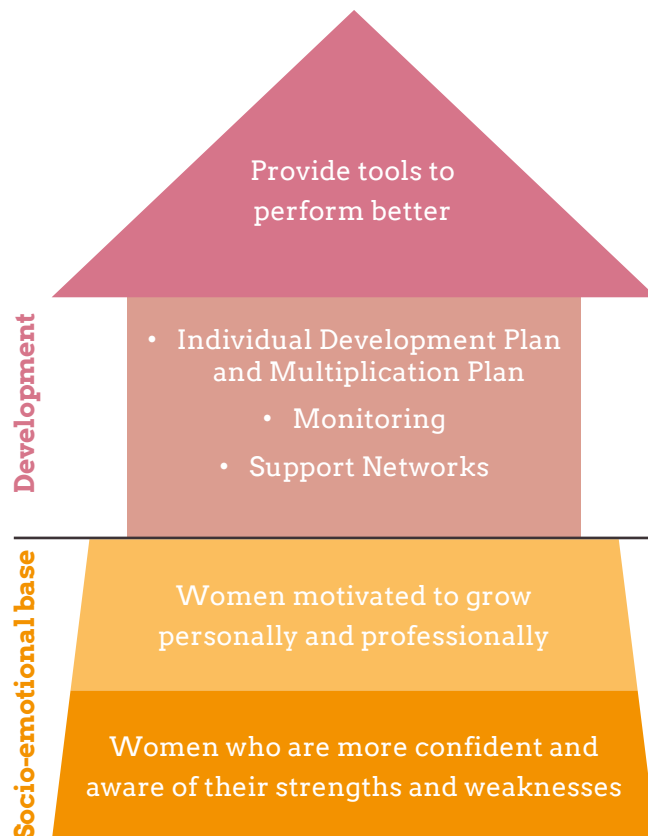 Provide tools to
perform better
Development
• Individual Development Plan
and Multiplication Plan
• Monitoring
• Support Networks
Socio-emotional base
Women motivated to grow
personally and professionally
Women who are more confident and
aware of their strengths and weaknesses